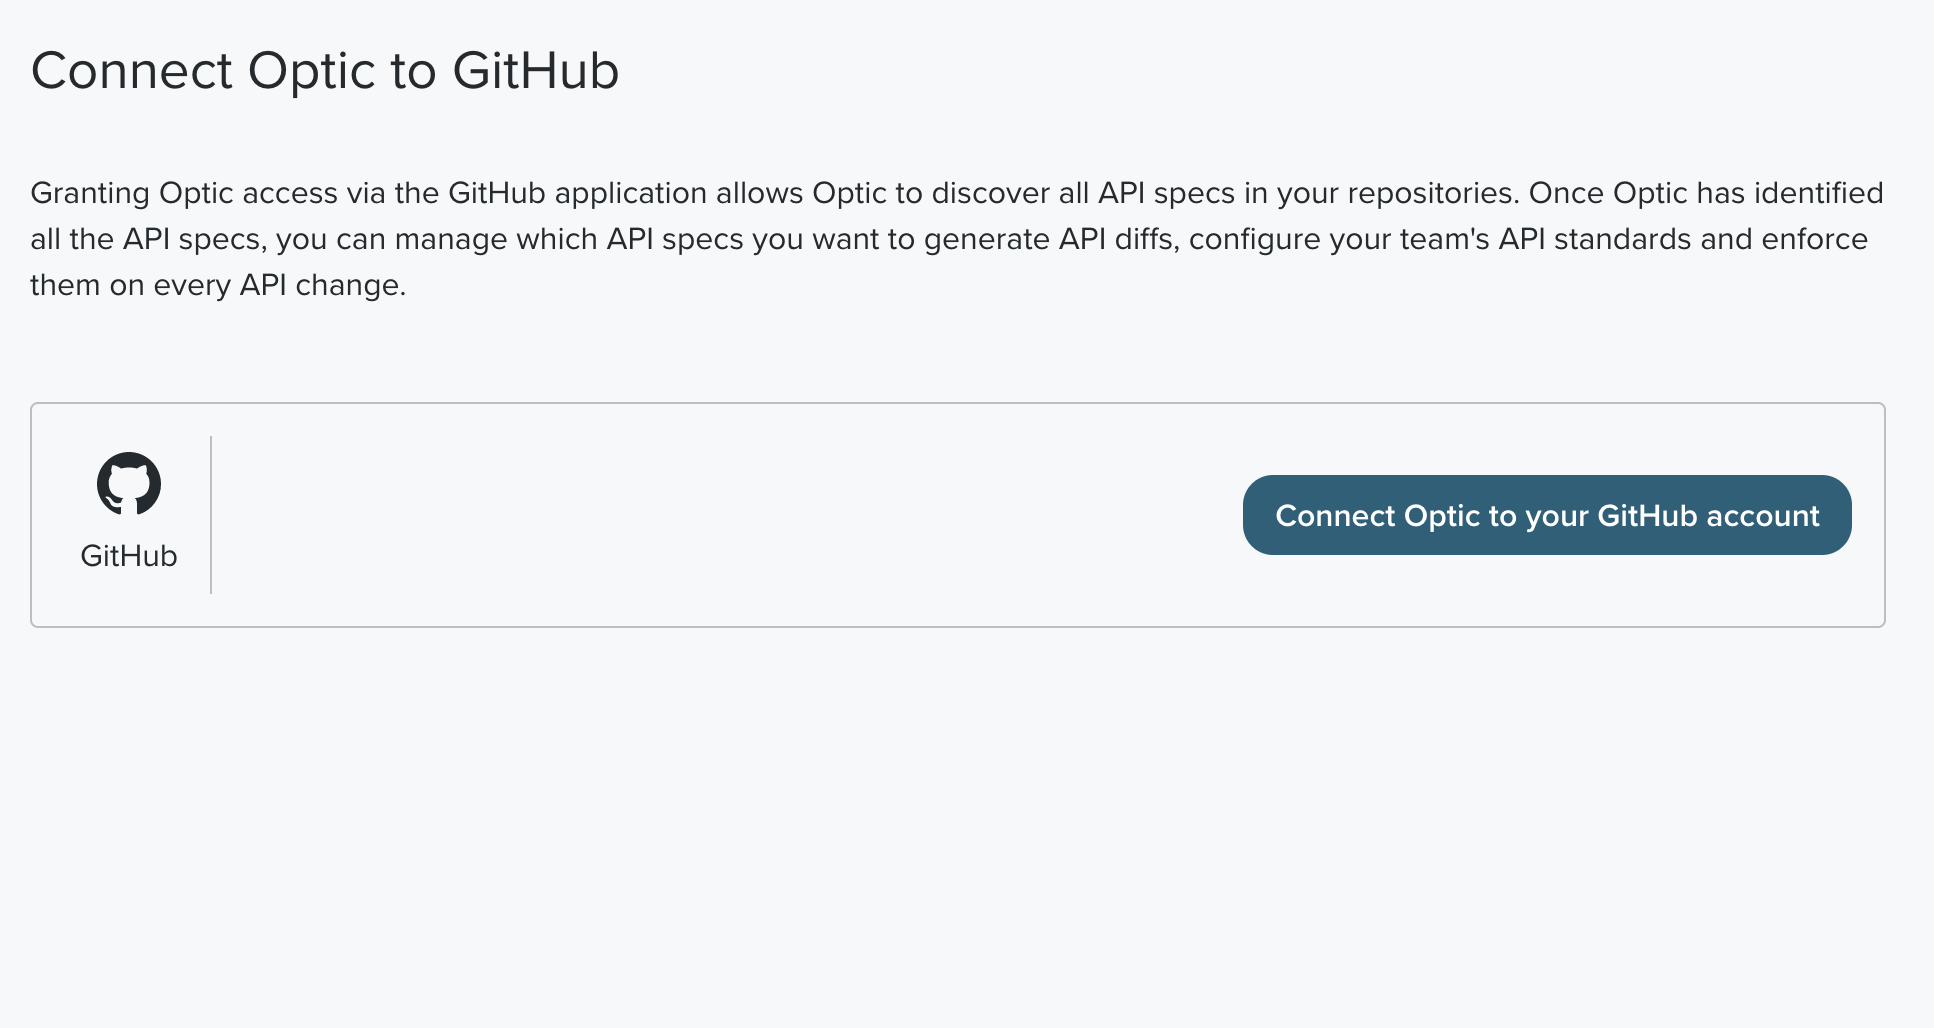 Connect Optic to GitHub
Granting Optic access via the GitHub application allows Optic to discover all API specs in your repositories. Once Optic has identified
all the API specs, you can manage which API specs you want to generate API diffs, configure your team's API standards and enforce
them on every API change.
GitHub
Connect Optic to your GitHub account